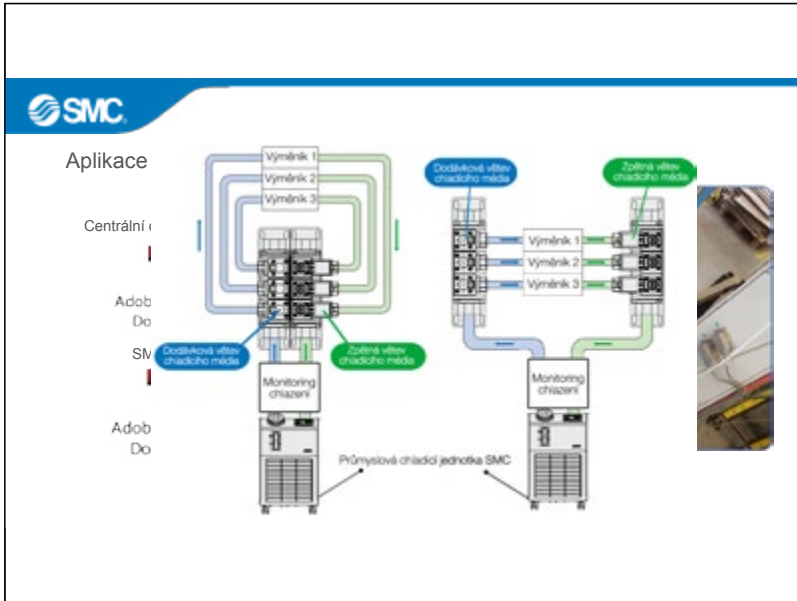 SMC
Aplikace
Centrální
Adob
Do
SM
Adob
Do
Výměník 1
Výměník 2
Výměník 3
Dodávková větev
chladicího média
Zpětná větev
chladicího média
Monitoring
chlazení
Dodávková větev
chladicího média
Zpětná větev
chladicího média
Výměník 1
Výměník 2
Výměník 3
Monitoring
chlazení
Průmyslová chladicí jednotka SMC